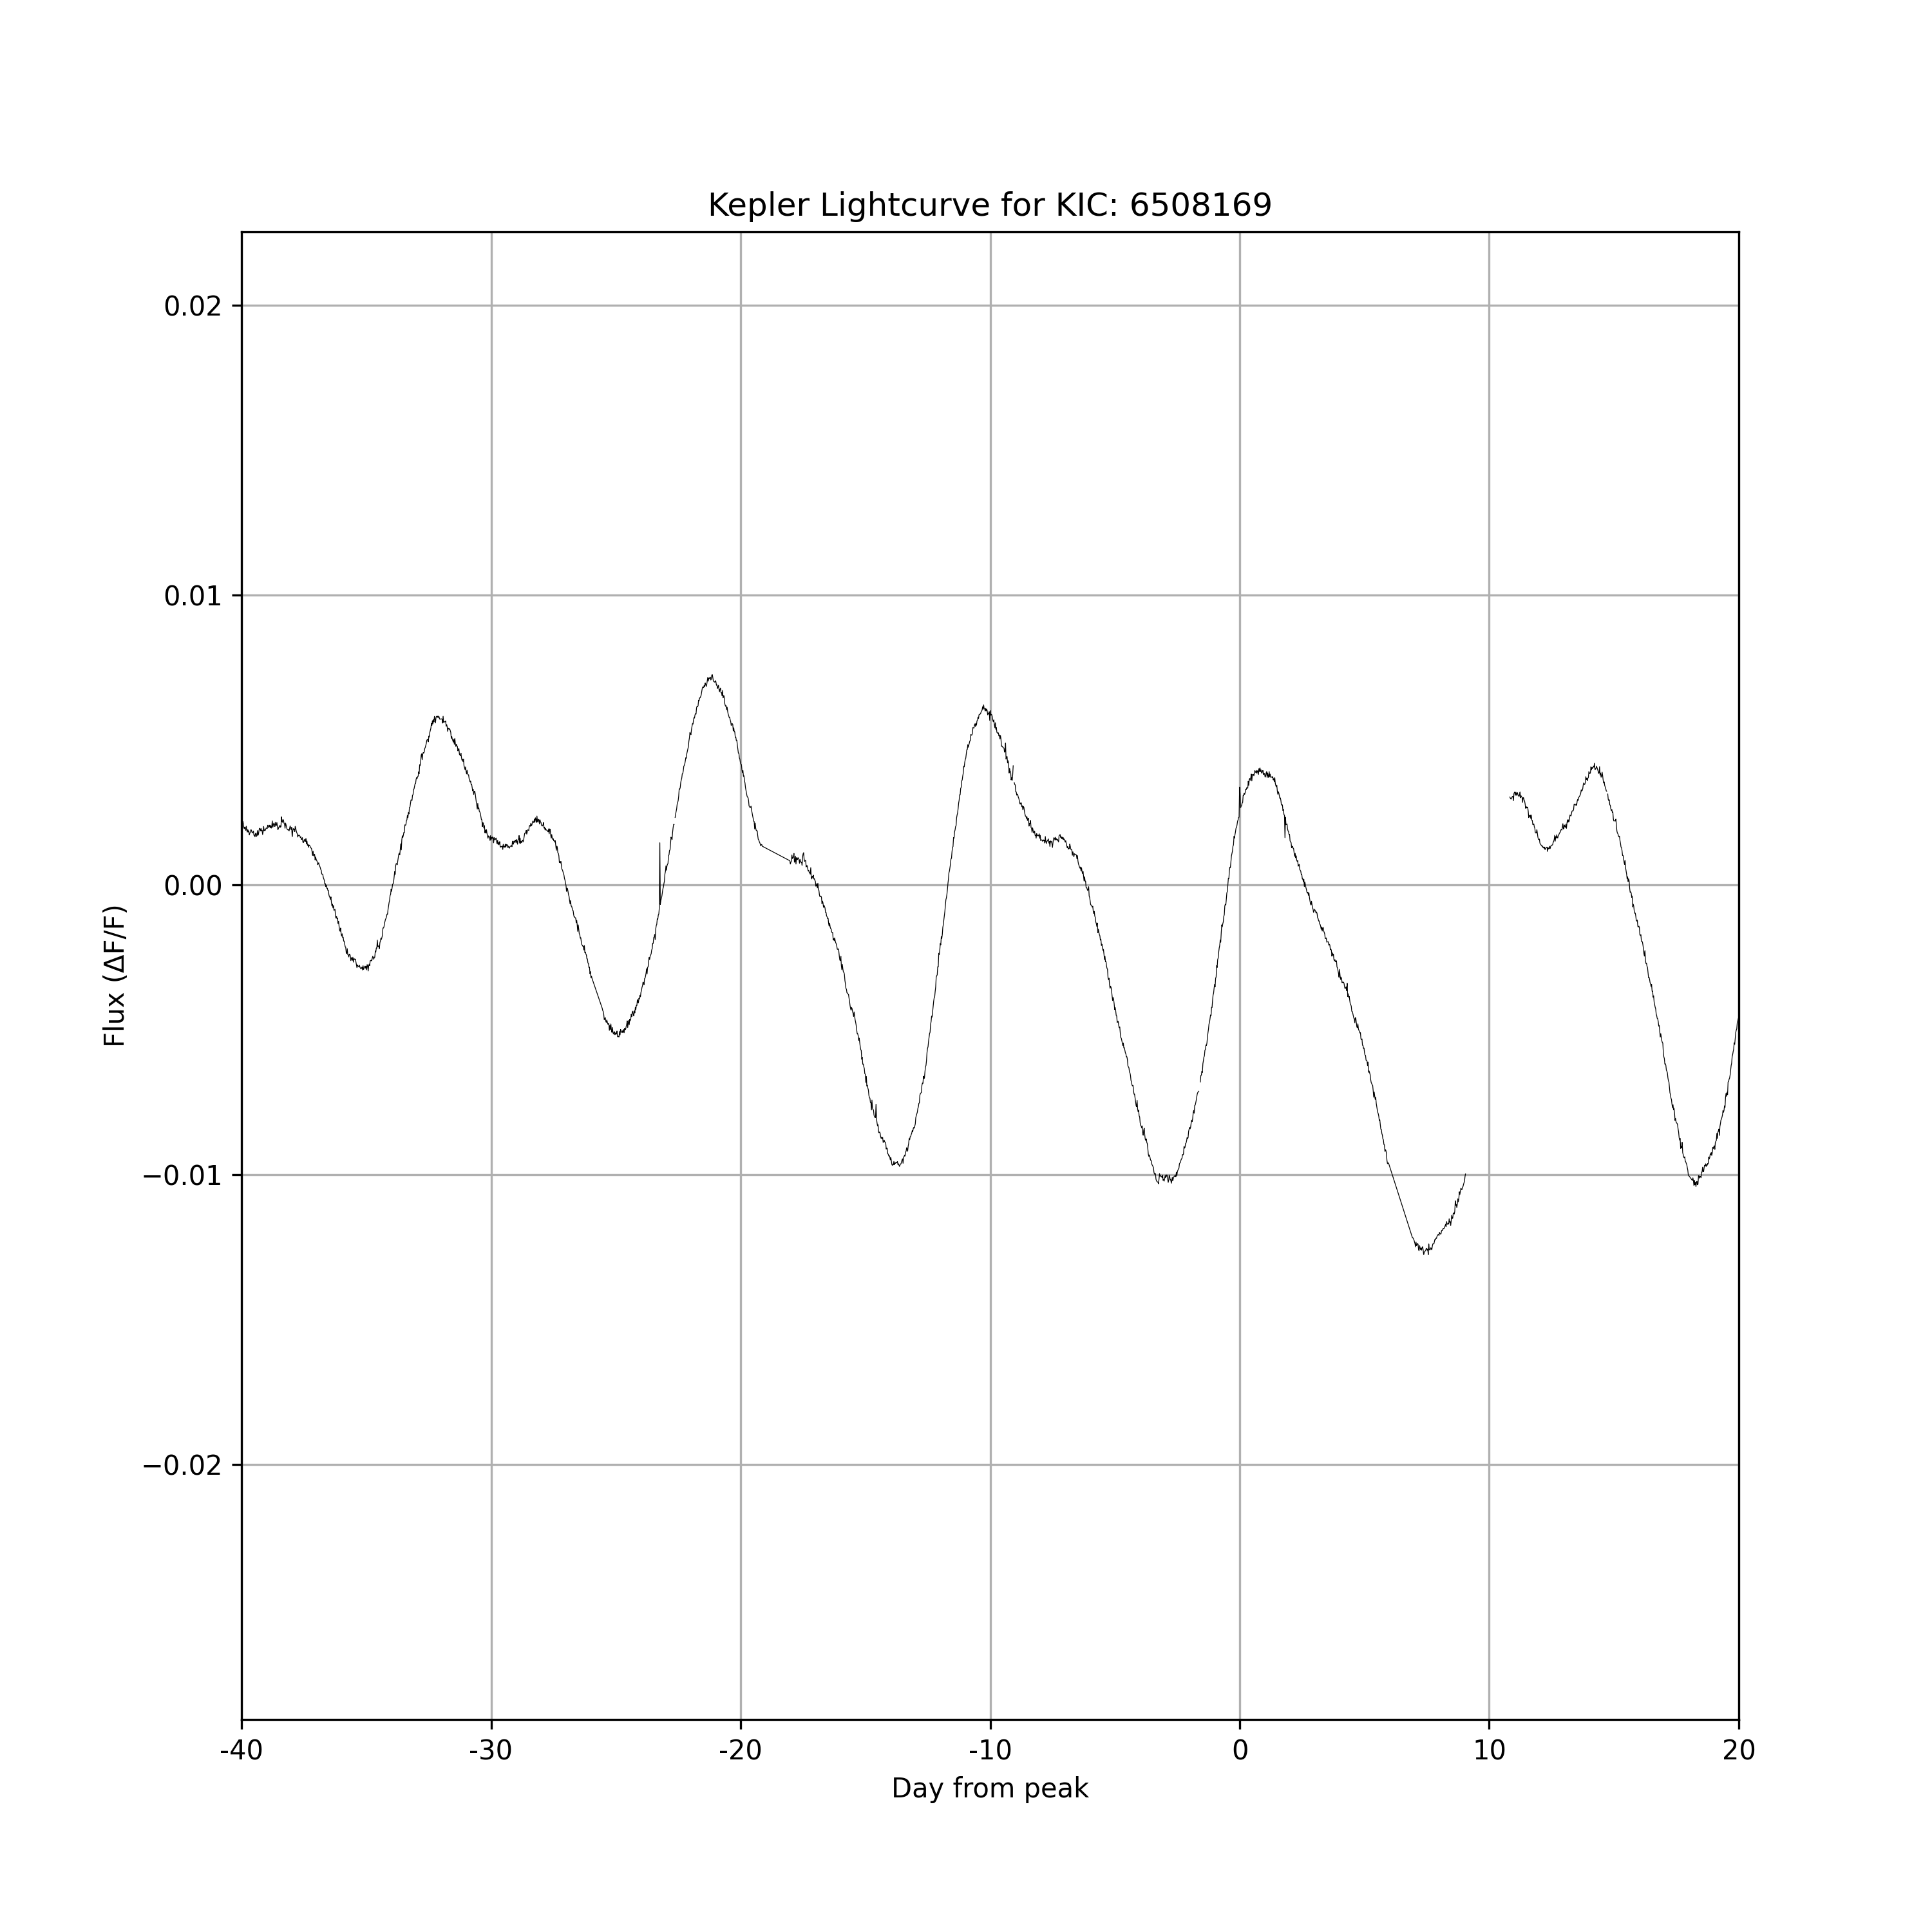 Kepler Lightcurve for KIC: 6508169
0.02
0.01
0.00
−0.01
−0.02
Flux (ΔF/F)
-40 -30 -20 -10 0 10 20
Day from peak